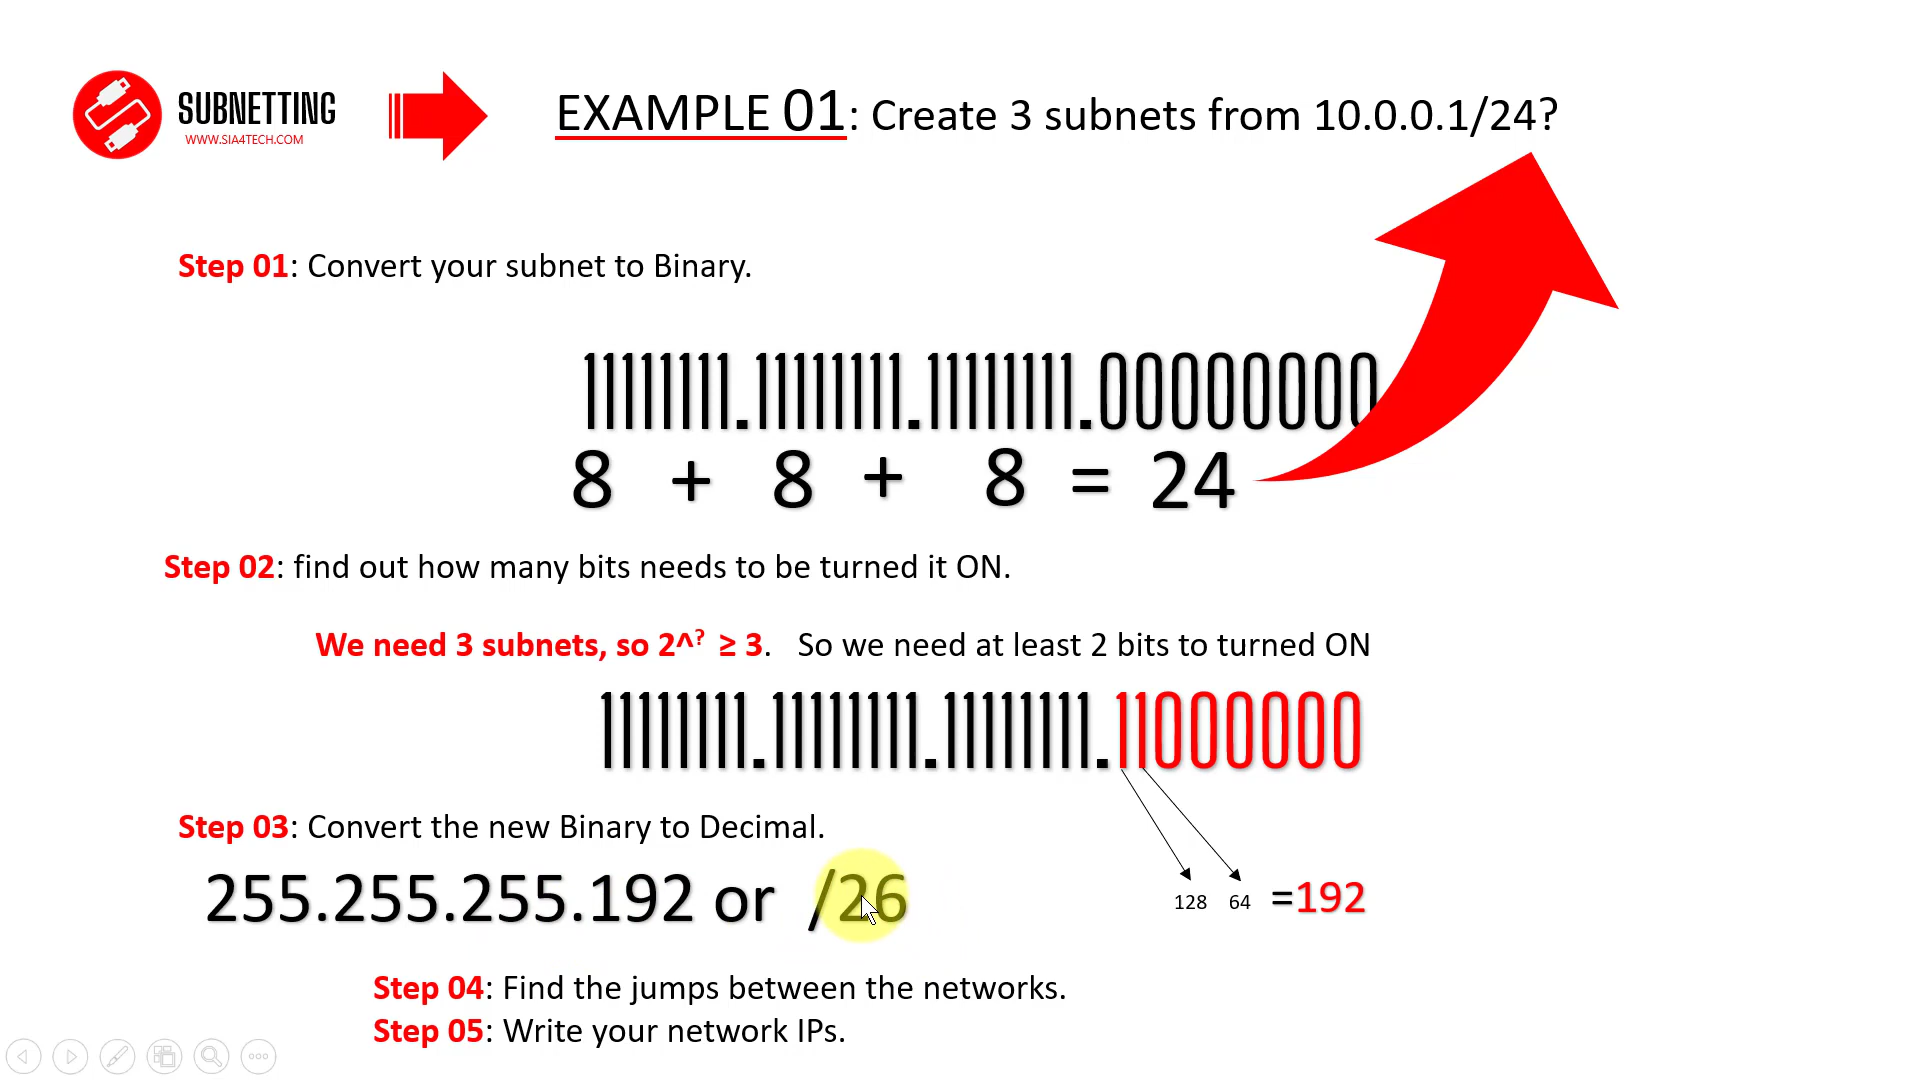 SUBNETTING
WWW.SIA4TECH.COM
EXAMPLE 01: Create 3 subnets from 10.0.0.1/24?
Step 01: Convert your subnet to Binary.
11111111.11111111.11111111.00000000
8 + 8 + 8 = 24
Step 02: find out how many bits needs to be turned it ON.
We need 3 subnets, so 2^? ≥ 3. So we need at least 2 bits to turned ON
11111111.11111111.11111111.11000000
Step 03: Convert the new Binary to Decimal.
255.255.255.192 or /26
128 64 =192
Step 04: Find the jumps between the networks.
Step 05: Write your network IPs.